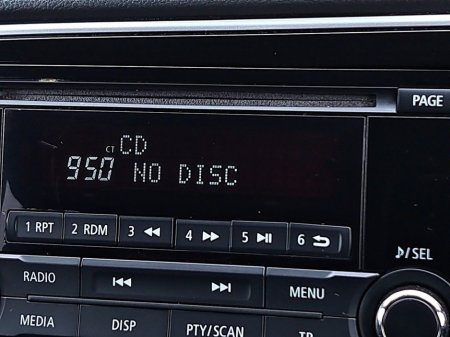 PAGE
CT CD
950 NO DISC
1 RPT 2 RDM 3 4 5 6
♪/SEL
RADIO MENU
MEDIA DISP PTY/SCAN TP